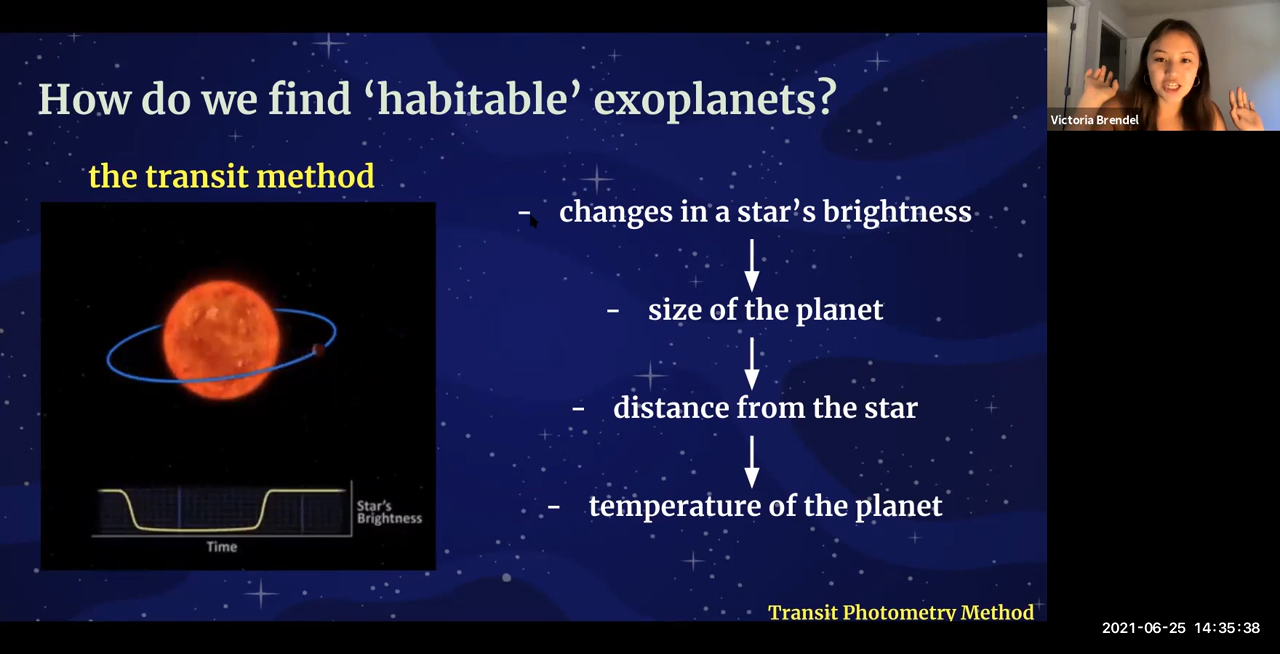 How do we find ‘habitable’ exoplanets?
the transit method
- changes in a star’s brightness
- size of the planet
- distance from the star
- temperature of the planet
Star’s
Brightness
Time
Transit Photometry Method
Victoria Brendel
2021-06-25 14:35:38